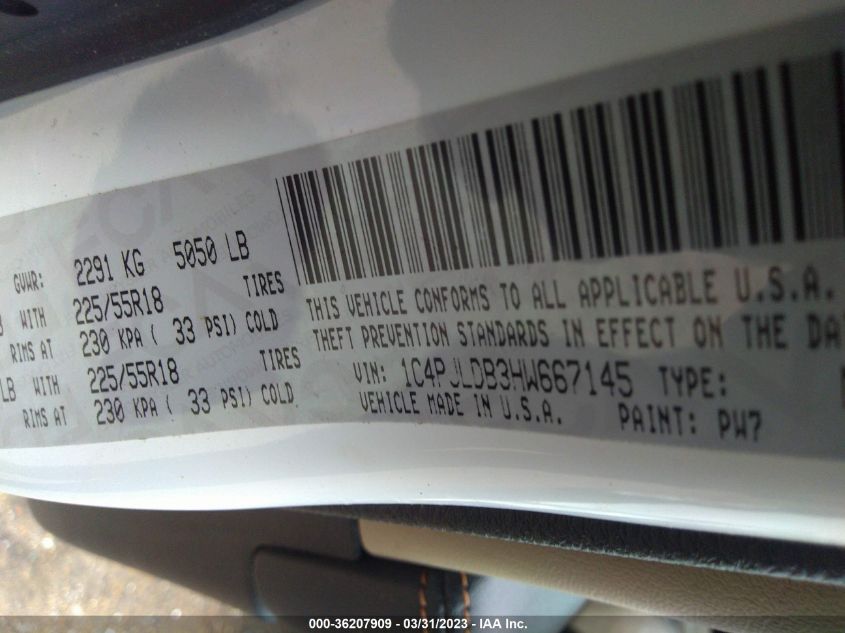 GVWR: 2291 KG 5050 LB
WITH 225/55R18 TIRES
RIMS AT 230 KPA ( 33 PSI) COLD
LB WITH 225/55R18 TIRES
RIMS AT 230 KPA ( 33 PSI) COLD
THIS VEHICLE CONFORMS TO ALL APPLICABLE U.S.A.
THEFT PREVENTION STANDARDS IN EFFECT ON THE DA
VIN: 1C4PJLDB3HW667145 TYPE:
VEHICLE MADE IN U.S.A. PAINT: PW7
000-36207909 - 03/31/2023 - IAA Inc.